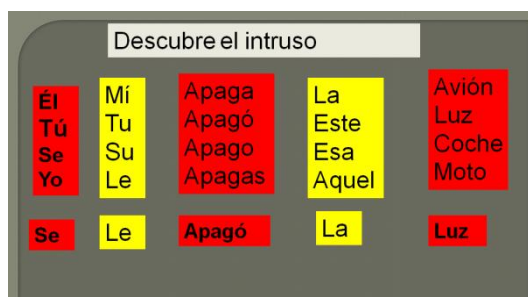 Descubre el intruso
Él
Tú
Se
Yo
Mí
Tu
Su
Le
Apaga
Apagó
Apago
Apagas
La
Este
Esa
Aquel
Avión
Luz
Coche
Moto
Se
Le
Apagó
La
Luz